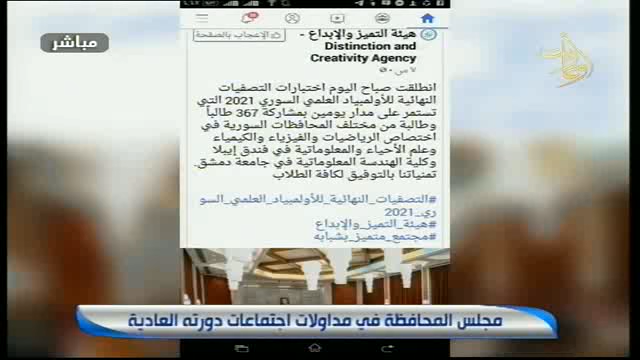 مباشر
هيئة التميز والإبداع -
Distinction and
Creativity Agency
الإعجاب بالصفحة
٧ س
انطلقت صباح اليوم اختبارات التصفيات
النهائية للأولمبياد العلمي السوري 2021 التي
تستمر على مدار يومين بمشاركة 367 طالباً
وطالبة من مختلف المحافظات السورية في
اختصاص الرياضيات والفيزياء والكيمياء
وعلم الأحياء والمعلوماتية في فندق إيبلا
وكلية الهندسة المعلوماتية في جامعة دمشق.
تمنياتنا بالتوفيق لكافة الطلاب
#التصفيات_النهائية_للأولمبياد_العلمي_السو
ري_2021
#هيئة_التميز_والإبداع
#مجتمع_متميز_بشبابه
مجلس المحافظة في مداولات اجتماعات دورته العادية